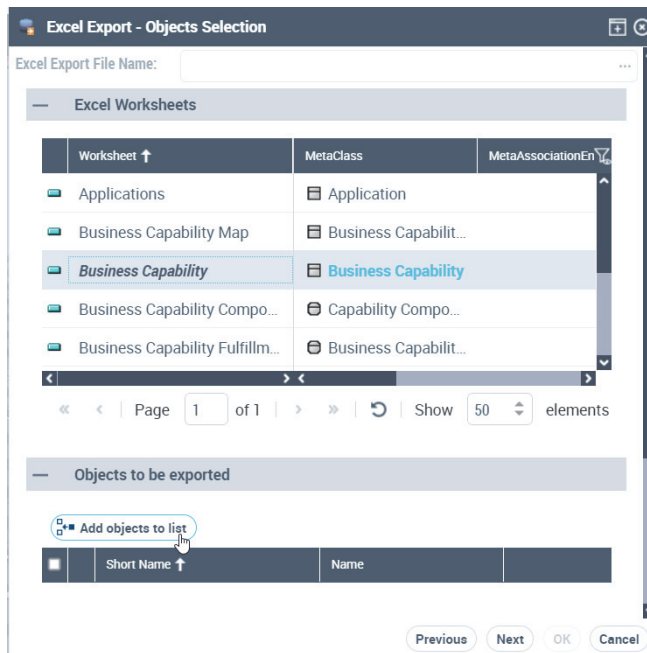 Excel Export - Objects Selection
Excel Export File Name:
...
Excel Worksheets
Worksheet MetaClass MetaAssociationEn
Applications Application
Business Capability Map Business Capabilit...
Business Capability Business Capability
Business Capability Compo... Capability Compo...
Business Capability Fulfillm... Business Capabilit...
« < Page 1 of 1 > » Show 50 elements
Objects to be exported
Add objects to list
Short Name Name
Previous Next OK Cancel